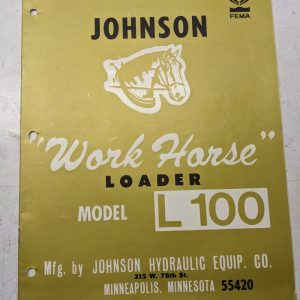 FEMA
JOHNSON
"Work Horse"
LOADER
MODEL L 100
Mfg. by JOHNSON HYDRAULIC EQUIP. CO.
215 W. 78th St.
MINNEAPOLIS, MINNESOTA 55420